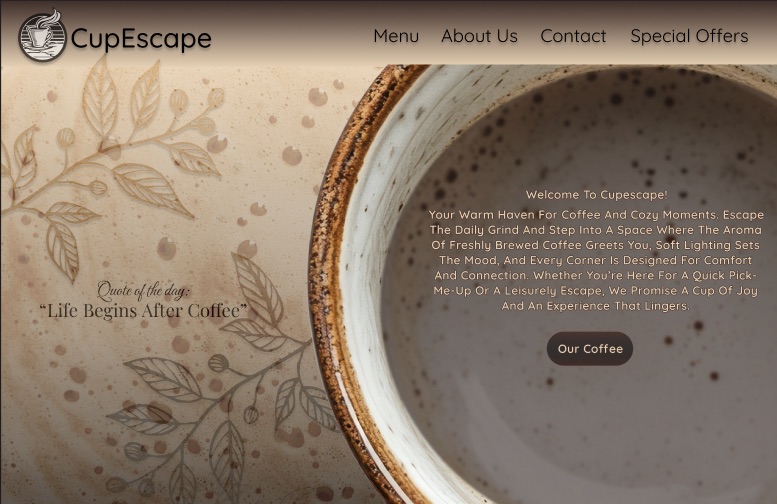 CupEscape
Menu About Us Contact Special Offers
Welcome To Cupescape!
Your Warm Haven For Coffee And Cozy Moments. Escape
The Daily Grind And Step Into A Space Where The Aroma
Of Freshly Brewed Coffee Greets You, Soft Lighting Sets
The Mood, And Every Corner Is Designed For Comfort
And Connection. Whether You're Here For A Quick Pick-
Me-Up Or A Leisurely Escape, We Promise A Cup Of Joy
And An Experience That Lingers.
Quote of the day:
“Life Begins After Coffee”
Our Coffee